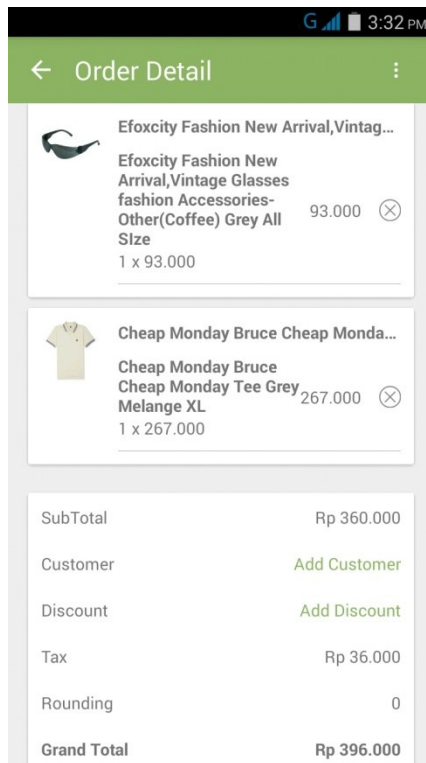 G 3:32 PM
Order Detail
Efoxcity Fashion New Arrival,Vintag...
Efoxcity Fashion New
Arrival,Vintage Glasses
fashion Accessories-
Other(Coffee) Grey All
SIze
93.000
1 x 93.000
Cheap Monday Bruce Cheap Monda...
Cheap Monday Bruce
Cheap Monday Tee Grey
Melange XL
267.000
1 x 267.000
SubTotal Rp 360.000
Customer Add Customer
Discount Add Discount
Tax Rp 36.000
Rounding 0
Grand Total Rp 396.000